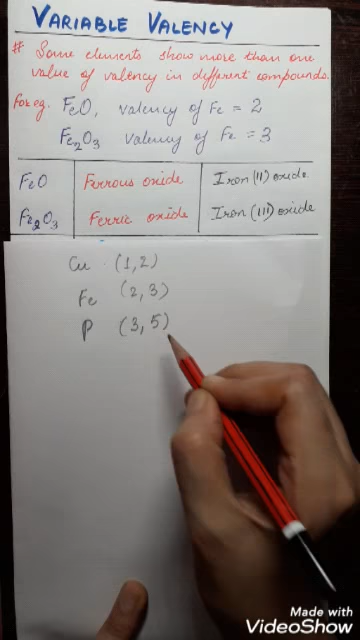 VARIABLE VALENCY
# Some elements show more than one
value of valency in different compounds.
For eg. FeO, valency of Fe = 2
Fe₂O₃ valency of Fe = 3
FeO Ferrous oxide Iron (II) oxide
Fe₂O₃ Ferric oxide Iron (III) oxide
Cu (1,2)
Fe (2,3)
P (3,5)
Made with
VideoShow